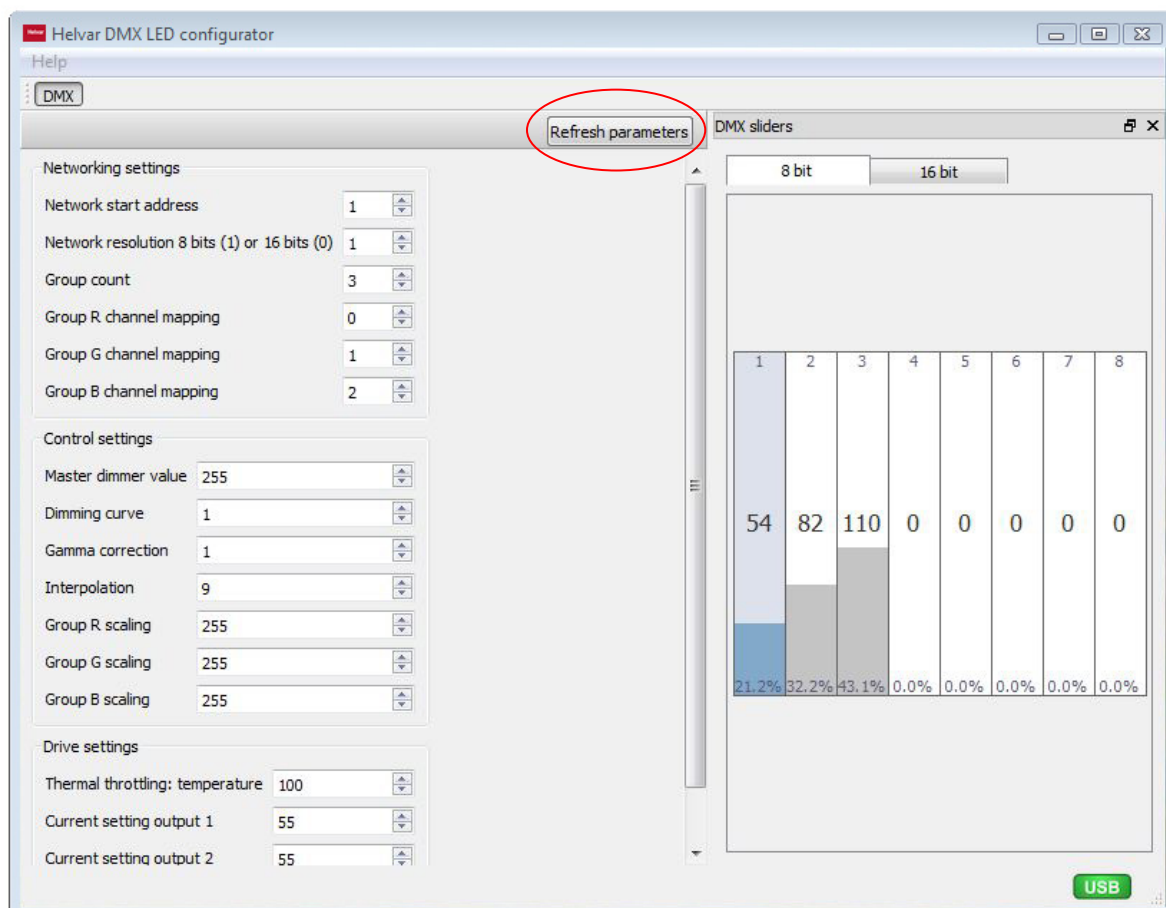 Helvar Helvar DMX LED configurator
Help
DMX
Refresh parameters
Networking settings
Network start address 1
Network resolution 8 bits (1) or 16 bits (0) 1
Group count 3
Group R channel mapping 0
Group G channel mapping 1
Group B channel mapping 2
Control settings
Master dimmer value 255
Dimming curve 1
Gamma correction 1
Interpolation 9
Group R scaling 255
Group G scaling 255
Group B scaling 255
Drive settings
Thermal throttling: temperature 100
Current setting output 1 55
Current setting output 2 55
DMX sliders
8 bit 16 bit
1 2 3 4 5 6 7 8
54 82 110 0 0 0 0 0
21.2% 32.2% 43.1% 0.0% 0.0% 0.0% 0.0% 0.0%
USB